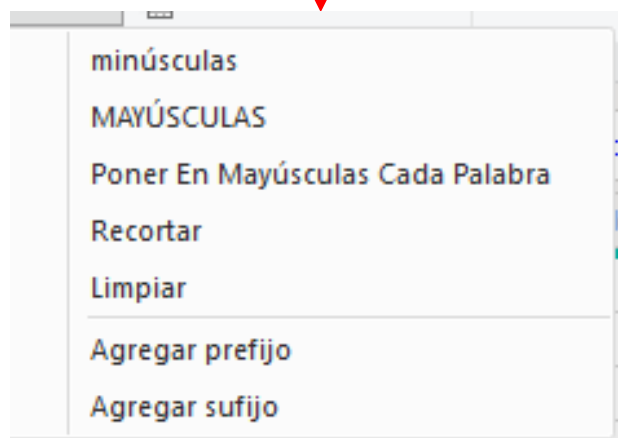 minúsculas
MAYÚSCULAS
Poner En Mayúsculas Cada Palabra
Recortar
Limpiar
Agregar prefijo
Agregar sufijo